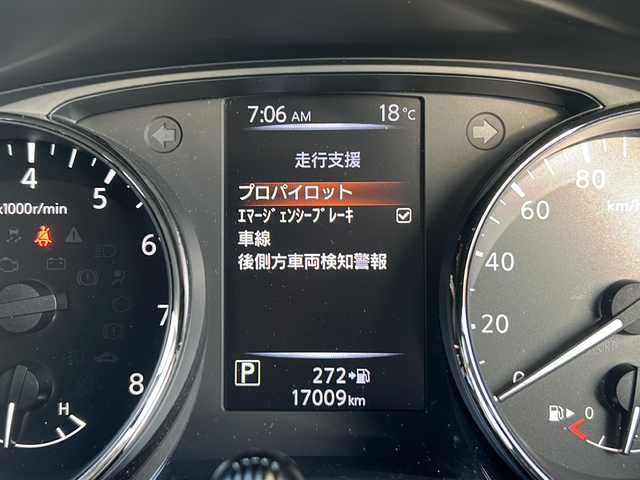 7:06 AM 18℃
走行支援
プロパイロット
ｴﾏｰｼﾞｪﾝｼｰﾌﾞﾚｰｷ
車線
後側方車両検知警報
P 272
17009km
x1000r/min
4
5
6
7
8
H
0
20
40
60
80
km/h
0